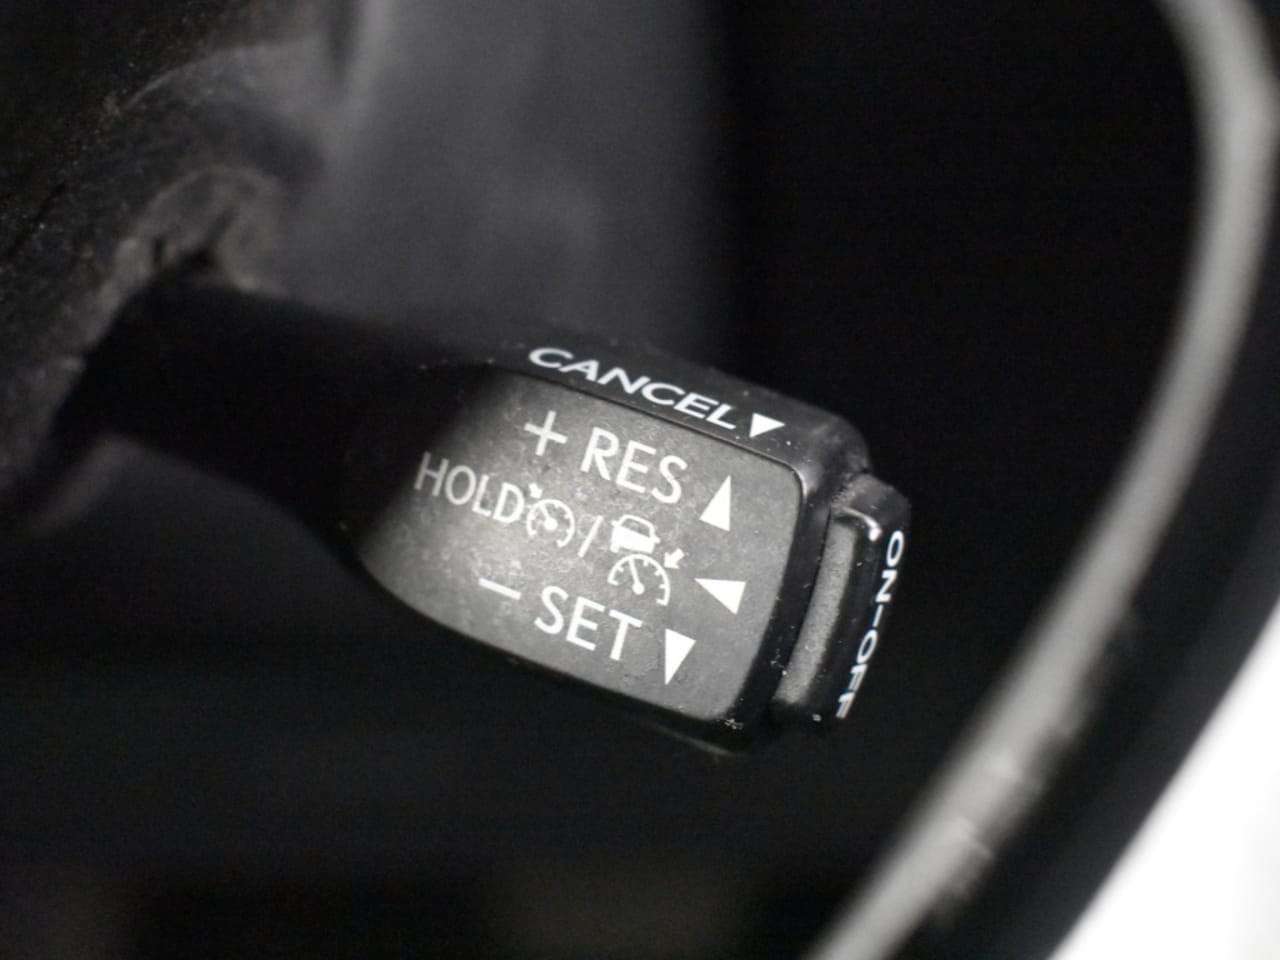 CANCEL
+ RES
HOLD /
- SET
ON-OFF